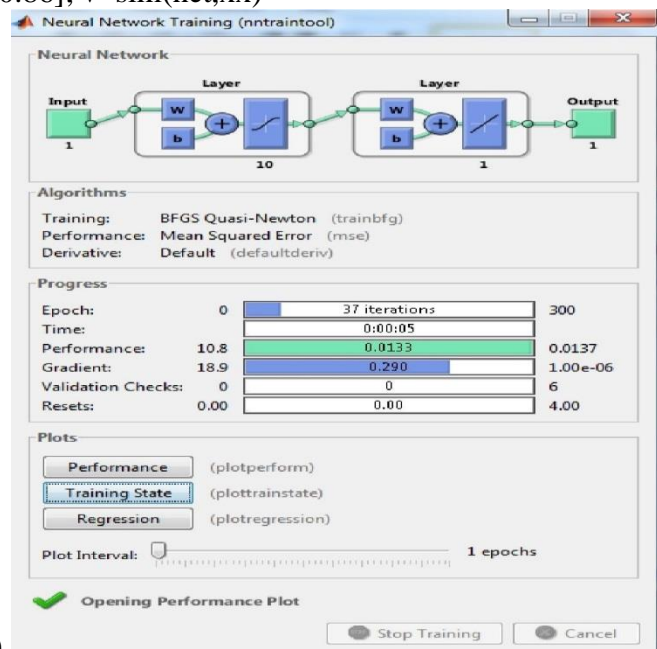 Neural Network Training (nntraintool)
Neural Network
Layer Layer
Input Output
W W
b b
1 10 1 1
Algorithms
Training: BFGS Quasi-Newton (trainbfg)
Performance: Mean Squared Error (mse)
Derivative: Default (defaultderiv)
Progress
Epoch: 0 37 iterations 300
Time: 0:00:05
Performance: 10.8 0.0133 0.0137
Gradient: 18.9 0.290 1.00e-06
Validation Checks: 0 0 6
Resets: 0.00 0.00 4.00
Plots
Performance (plotperform)
Training State (plottrainstate)
Regression (plotregression)
Plot Interval: 1 epochs
Opening Performance Plot
Stop Training Cancel
)